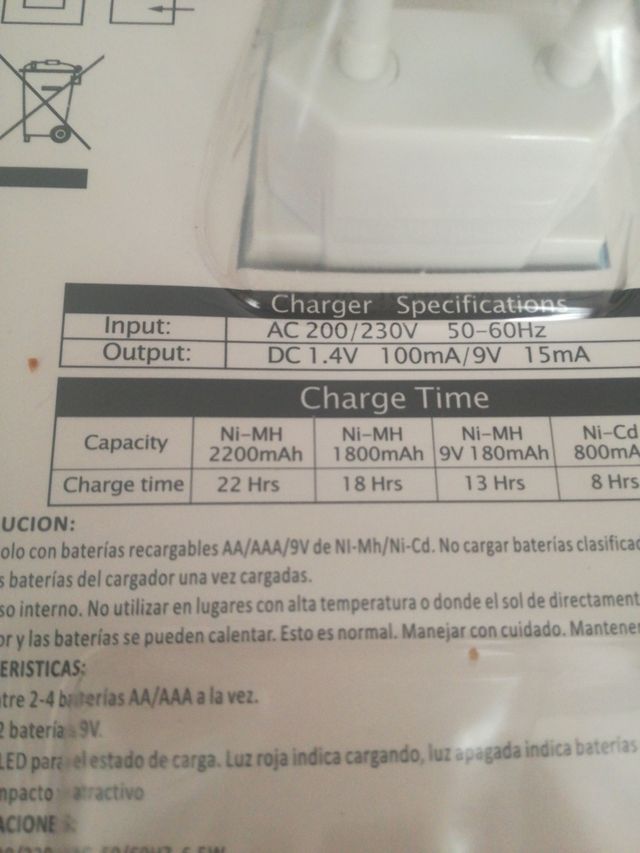 Charger Specifications
Input: AC 200/230V 50-60Hz
Output: DC 1.4V 100mA/9V 15mA
Charge Time
Capacity Ni-MH 2200mAh Ni-MH 1800mAh Ni-MH 9V 180mAh Ni-Cd 800mA
Charge time 22 Hrs 18 Hrs 13 Hrs 8 Hrs
UCION:
olo con baterías recargables AA/AAA/9V de NI-Mh/Ni-Cd. No cargar baterías clasificad
s baterías del cargador una vez cargadas.
so interno. No utilizar en lugares con alta temperatura o donde el sol de directament
or y las baterías se pueden calentar. Esto es normal. Manejar con cuidado. Mantener
ERISTICAS:
tre 2-4 baterías AA/AAA a la vez.
2 batería 9V.
LED para el estado de carga. Luz roja indica cargando, luz apagada indica baterías
mpacto atractivo
ACIONE